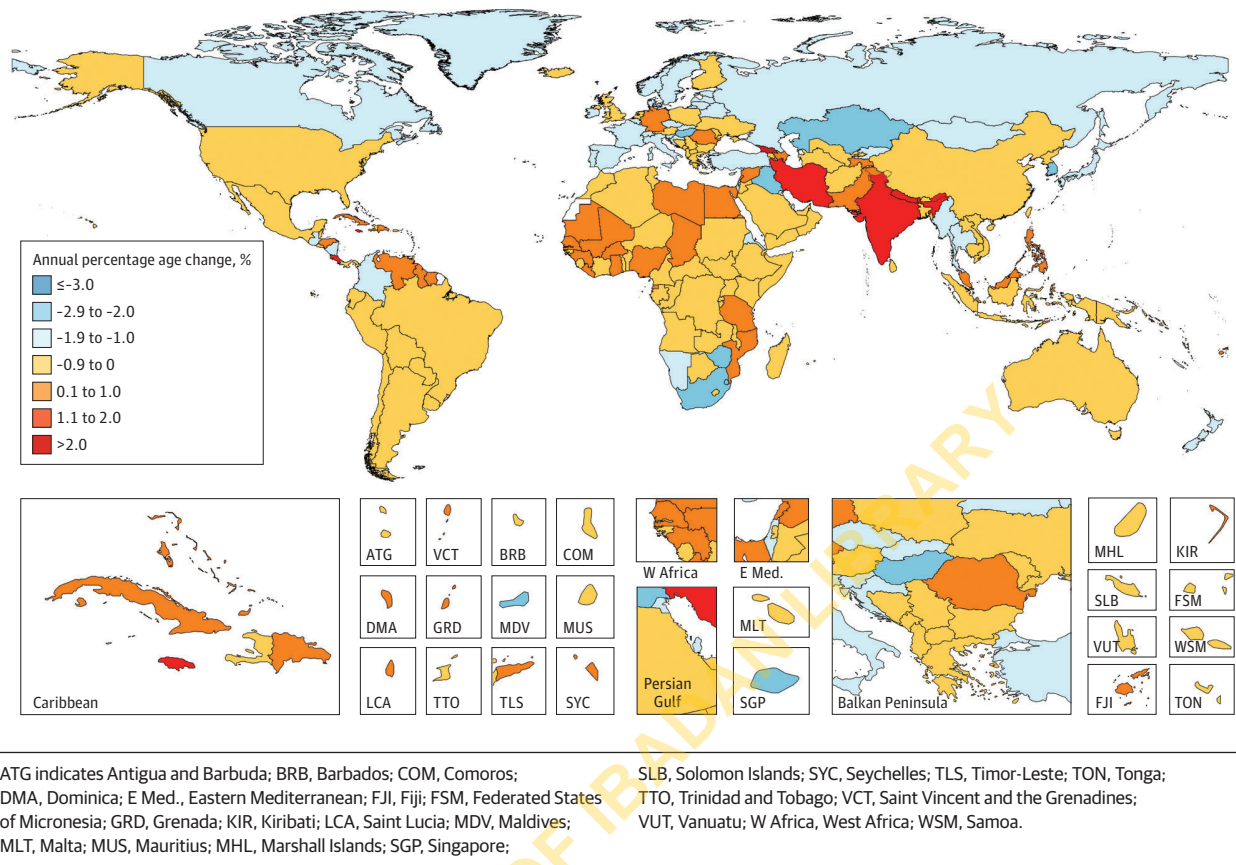 Annual percentage age change, %
≤-3.0
-2.9 to -2.0
-1.9 to -1.0
-0.9 to 0
0.1 to 1.0
1.1 to 2.0
>2.0
Caribbean
ATG
VCT
BRB
COM
DMA
GRD
MDV
MUS
LCA
TTO
TLS
SYC
W Africa
E Med.
Persian
Gulf
MLT
SGP
Balkan Peninsula
MHL
KIR
SLB
FSM
VUT
WSM
FJI
TON
ATG indicates Antigua and Barbuda; BRB, Barbados; COM, Comoros;
DMA, Dominica; E Med., Eastern Mediterranean; FJI, Fiji; FSM, Federated States
of Micronesia; GRD, Grenada; KIR, Kiribati; LCA, Saint Lucia; MDV, Maldives;
MLT, Malta; MUS, Mauritius; MHL, Marshall Islands; SGP, Singapore;
SLB, Solomon Islands; SYC, Seychelles; TLS, Timor-Leste; TON, Tonga;
TTO, Trinidad and Tobago; VCT, Saint Vincent and the Grenadines;
VUT, Vanuatu; W Africa, West Africa; WSM, Samoa.
OF IBADAN LIBRARY